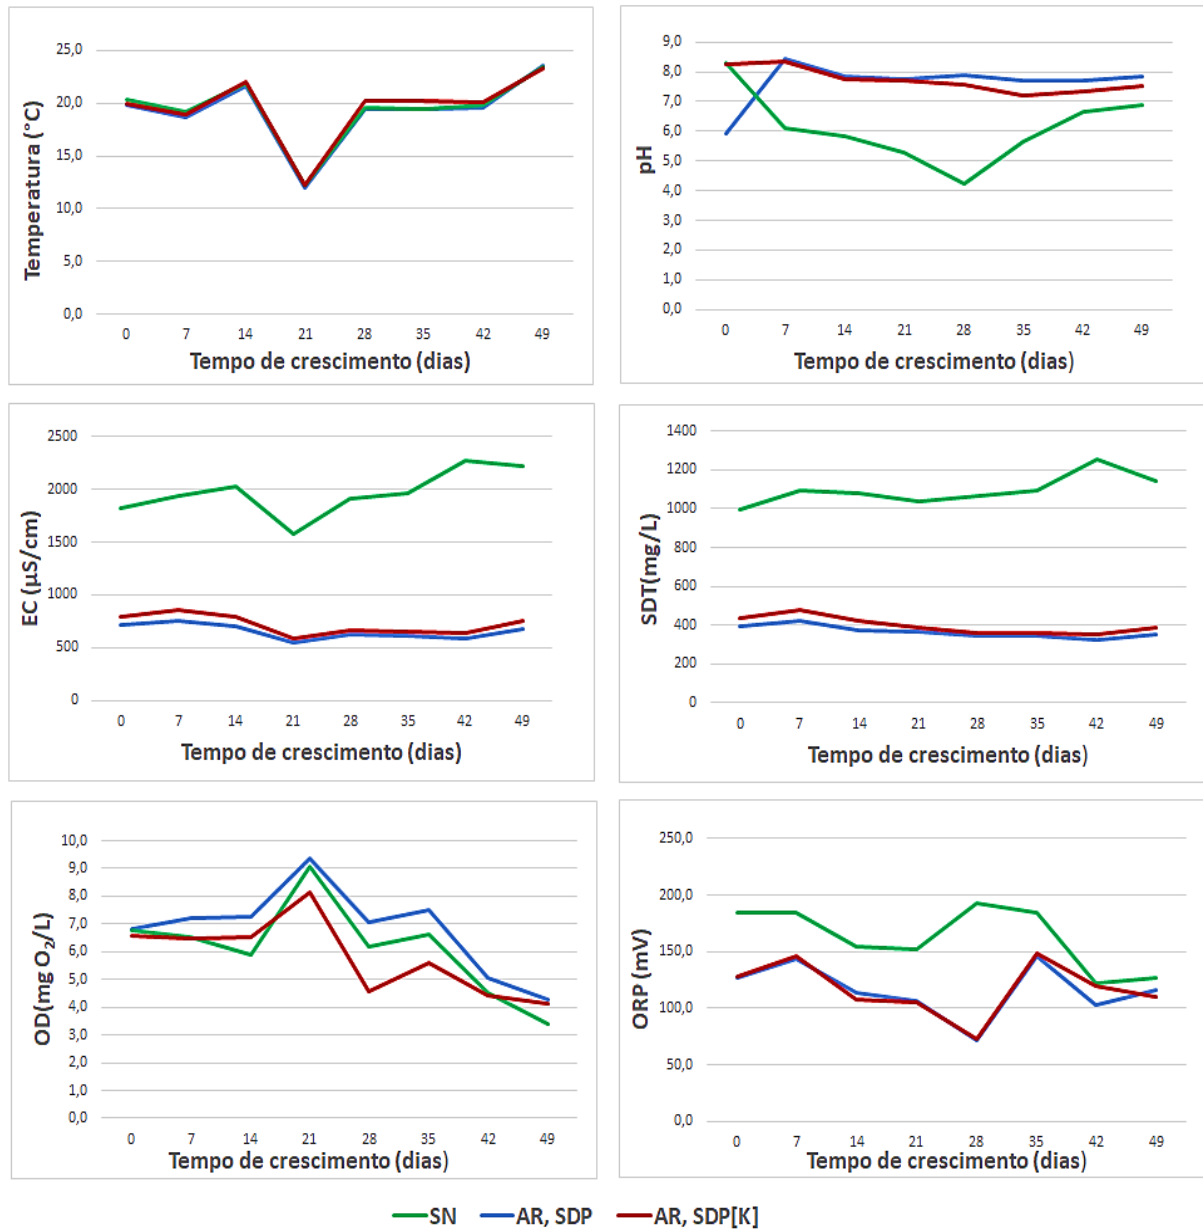 Temperatura (°C)
25,0
20,0
15,0
10,0
5,0
0,0
0 7 14 21 28 35 42 49
Tempo de crescimento (dias)
pH
9,0
8,0
7,0
6,0
5,0
4,0
3,0
2,0
1,0
0,0
0 7 14 21 28 35 42 49
Tempo de crescimento (dias)
EC (µS/cm)
2500
2000
1500
1000
500
0
0 7 14 21 28 35 42 49
Tempo de crescimento (dias)
SDT(mg/L)
1400
1200
1000
800
600
400
200
0
0 7 14 21 28 35 42 49
Tempo de crescimento (dias)
OD(mg O₂/L)
10,0
9,0
8,0
7,0
6,0
5,0
4,0
3,0
2,0
1,0
0,0
0 7 14 21 28 35 42 49
Tempo de crescimento (dias)
ORP (mV)
250,0
200,0
150,0
100,0
50,0
0,0
0 7 14 21 28 35 42 49
Tempo de crescimento (dias)
SN AR, SDP AR, SDP[K]